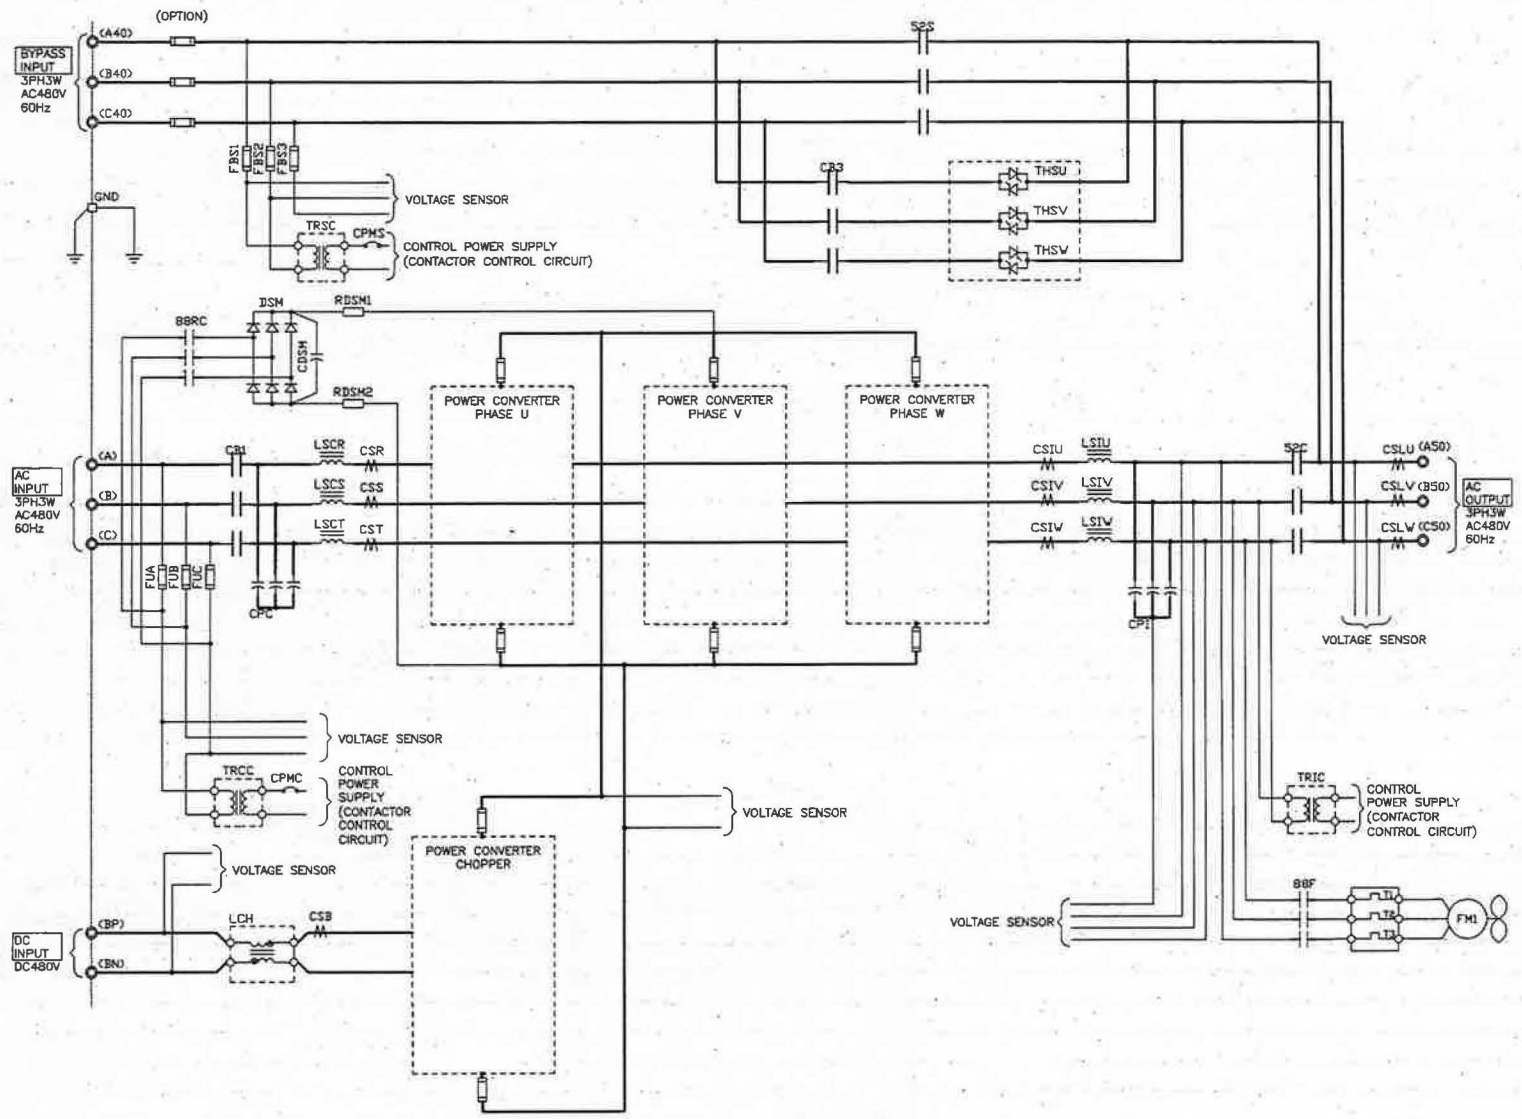 (OPTION)
BYPASS
INPUT
3PH3W
AC480V
60Hz
(A40)
(B40)
(C40)
52S
FBS1
FBS2
FBS3
VOLTAGE SENSOR
GND
TRSC
CPMS
CONTROL POWER SUPPLY
(CONTACTOR CONTROL CIRCUIT)
CB3
THSU
THSV
THSW
88RC
DSM
CDSM
RDSM1
RDSM2
POWER CONVERTER
PHASE U
POWER CONVERTER
PHASE V
POWER CONVERTER
PHASE W
AC
INPUT
3PH3W
AC480V
60Hz
(A)
(B)
(C)
CB1
LSCR
CSR
LSCS
CSS
LSCT
CST
FUA
FUB
FUC
CPC
CSIU
LSIU
CSIV
LSIV
CSIW
LSIW
52C
CSLU (A50)
CSLV (B50)
CSLW (C50)
AC
OUTPUT
3PH3W
AC480V
60Hz
CPI
VOLTAGE SENSOR
VOLTAGE SENSOR
TRCC
CPMC
CONTROL
POWER
SUPPLY
(CONTACTOR
CONTROL
CIRCUIT)
VOLTAGE SENSOR
TRIC
CONTROL
POWER SUPPLY
(CONTACTOR
CONTROL CIRCUIT)
VOLTAGE SENSOR
POWER CONVERTER
CHOPPER
DC
INPUT
DC480V
(BP)
(BN)
LCH
CSB
VOLTAGE SENSOR
88F
T1
T2
T3
FM1